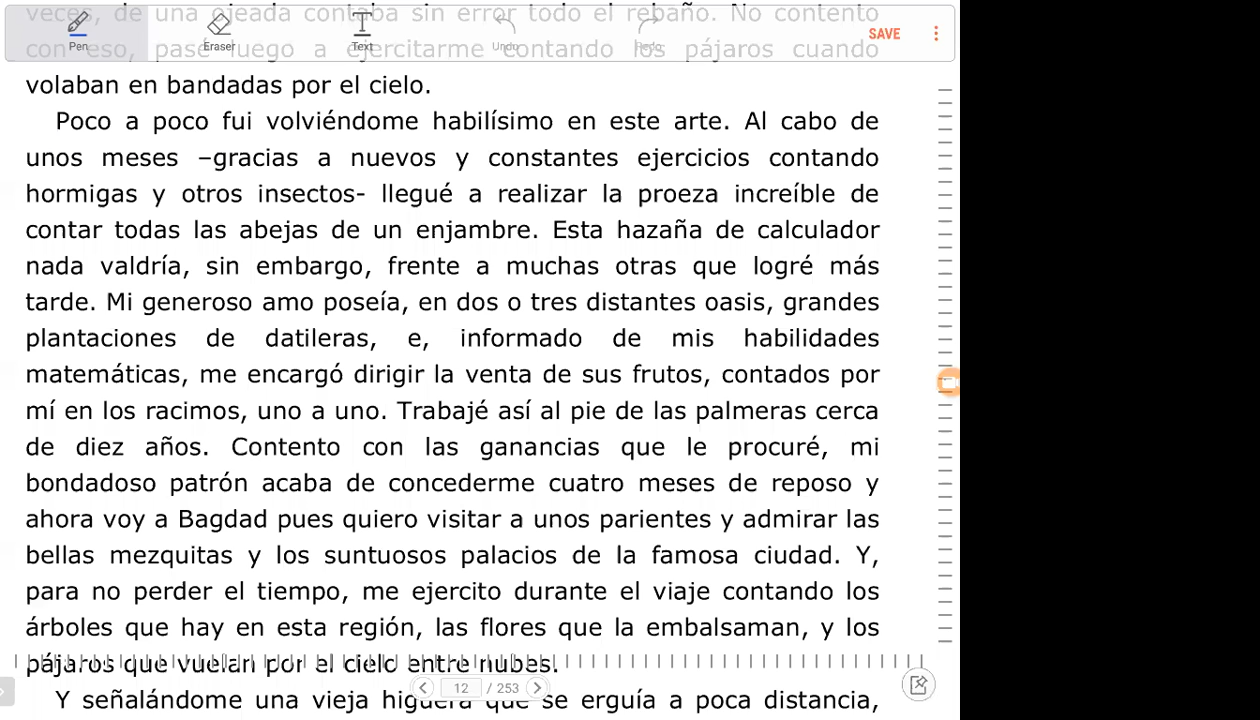 veces, de una ojeada contaba sin error todo el rebaño. No contento
con eso, pasé luego a ejercitarme contando los pájaros cuando
Pen Eraser Text Undo Redo SAVE
volaban en bandadas por el cielo.
Poco a poco fui volviéndome habilísimo en este arte. Al cabo de
unos meses –gracias a nuevos y constantes ejercicios contando
hormigas y otros insectos- llegué a realizar la proeza increíble de
contar todas las abejas de un enjambre. Esta hazaña de calculador
nada valdría, sin embargo, frente a muchas otras que logré más
tarde. Mi generoso amo poseía, en dos o tres distantes oasis, grandes
plantaciones de datileras, e, informado de mis habilidades
matemáticas, me encargó dirigir la venta de sus frutos, contados por
mí en los racimos, uno a uno. Trabajé así al pie de las palmeras cerca
de diez años. Contento con las ganancias que le procuré, mi
bondadoso patrón acaba de concederme cuatro meses de reposo y
ahora voy a Bagdad pues quiero visitar a unos parientes y admirar las
bellas mezquitas y los suntuosos palacios de la famosa ciudad. Y,
para no perder el tiempo, me ejercito durante el viaje contando los
árboles que hay en esta región, las flores que la embalsaman, y los
pájaros que vuelan por el cielo entre nubes.
12 / 253
Y señalándome una vieja higuera que se erguía a poca distancia,